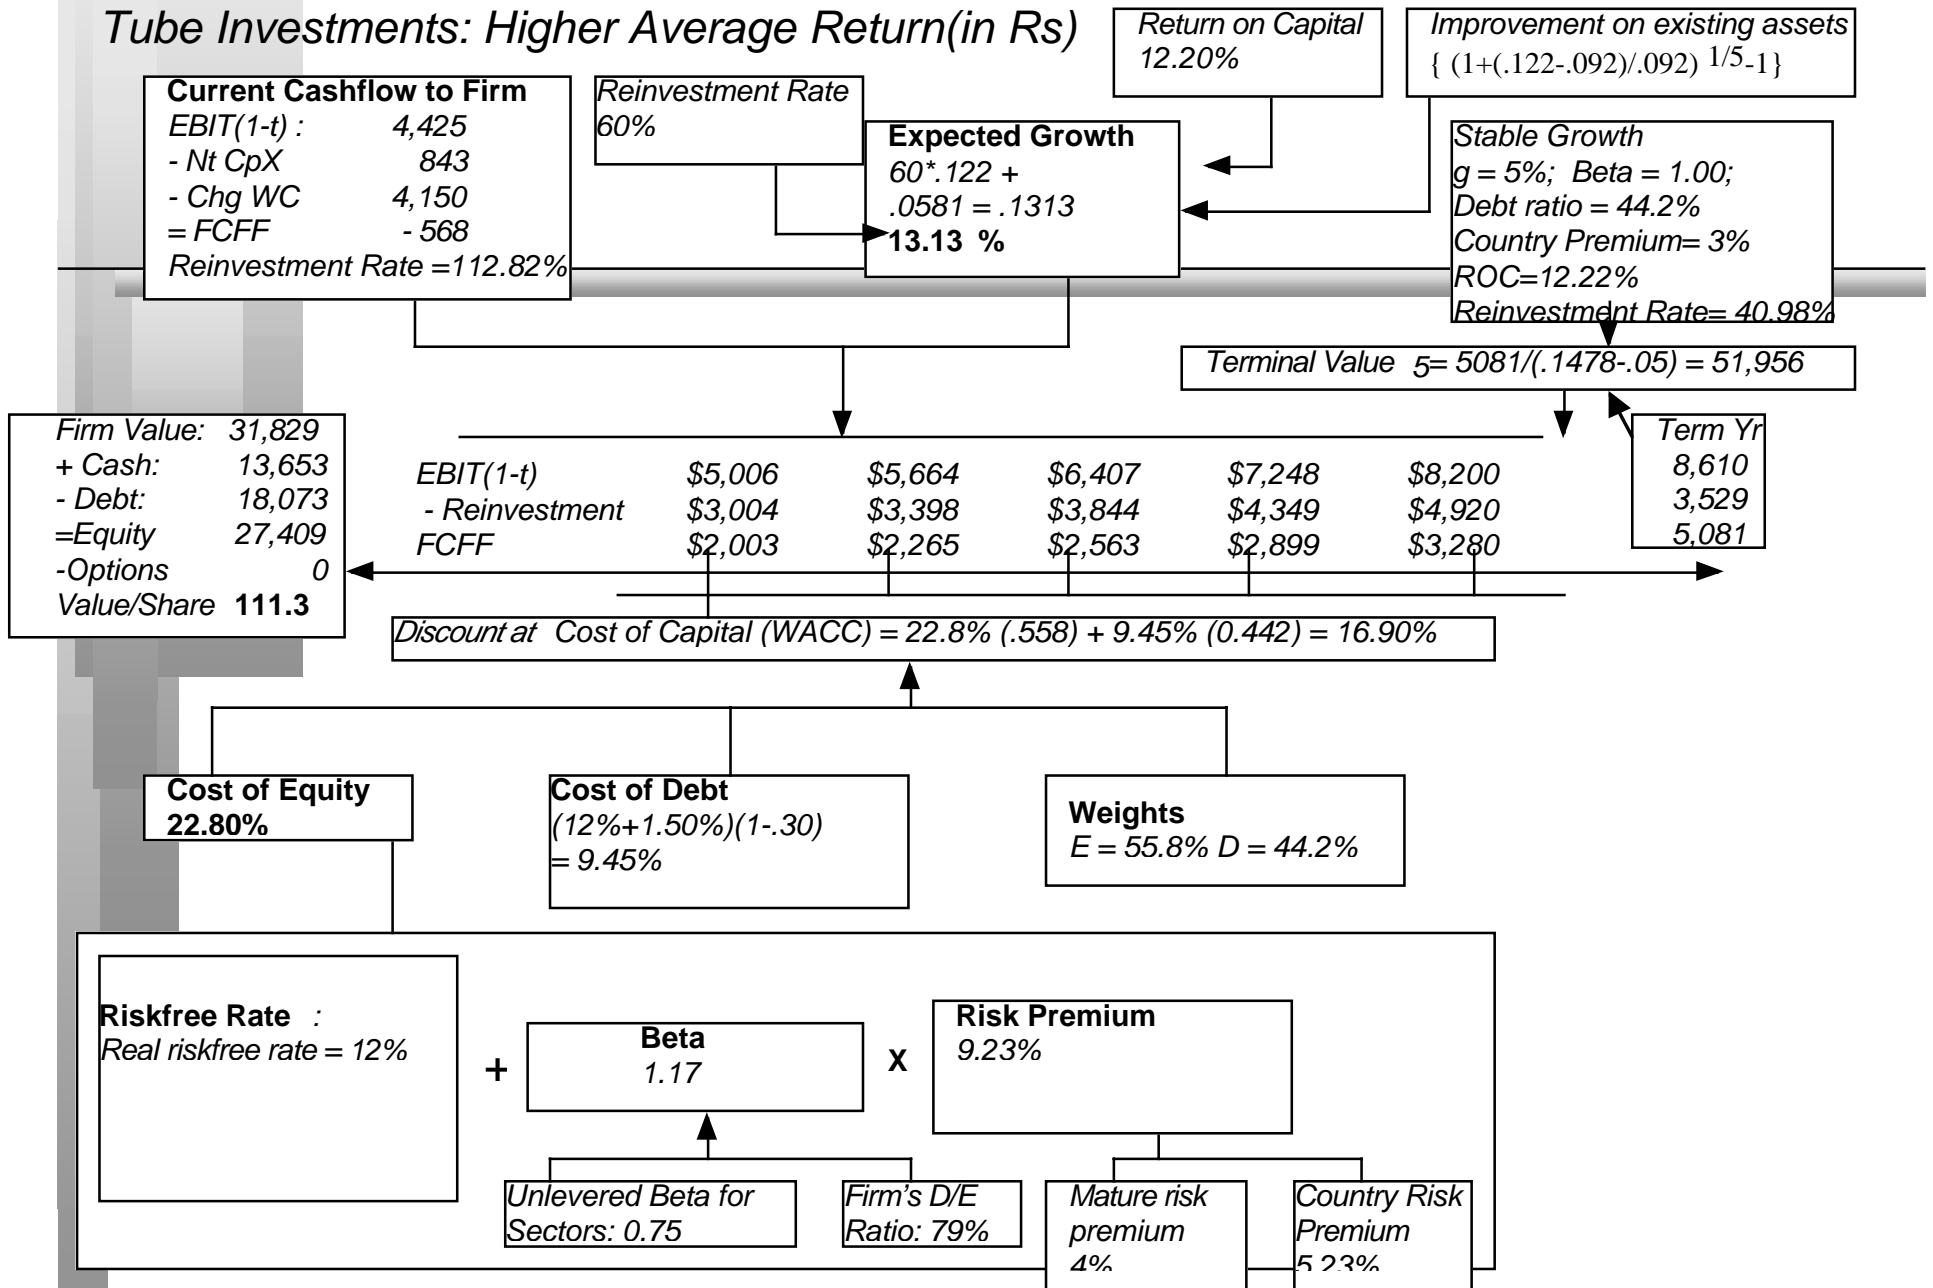 Tube Investments: Higher Average Return(in Rs)
Return on Capital
12.20%
Improvement on existing assets
{ (1+(.122-.092)/.092) 1/5-1}
Current Cashflow to Firm
EBIT(1-t) : 4,425
- Nt CpX 843
- Chg WC 4,150
= FCFF - 568
Reinvestment Rate =112.82%
Reinvestment Rate
60%
Expected Growth
60*.122 +
.0581 = .1313
13.13 %
Stable Growth
g = 5%; Beta = 1.00;
Debt ratio = 44.2%
Country Premium= 3%
ROC=12.22%
Reinvestment Rate= 40.98%
Terminal Value 5= 5081/(.1478-.05) = 51,956
Firm Value: 31,829
+ Cash: 13,653
- Debt: 18,073
=Equity 27,409
-Options 0
Value/Share 111.3
EBIT(1-t) $5,006 $5,664 $6,407 $7,248 $8,200
- Reinvestment $3,004 $3,398 $3,844 $4,349 $4,920
FCFF $2,003 $2,265 $2,563 $2,899 $3,280
Term Yr
8,610
3,529
5,081
Discount at Cost of Capital (WACC) = 22.8% (.558) + 9.45% (0.442) = 16.90%
Cost of Equity
22.80%
Cost of Debt
(12%+1.50%)(1-.30)
= 9.45%
Weights
E = 55.8% D = 44.2%
Riskfree Rate :
Real riskfree rate = 12%
+
Beta
1.17
X
Risk Premium
9.23%
Unlevered Beta for
Sectors: 0.75
Firm's D/E
Ratio: 79%
Mature risk
premium
4%
Country Risk
Premium
5.23%